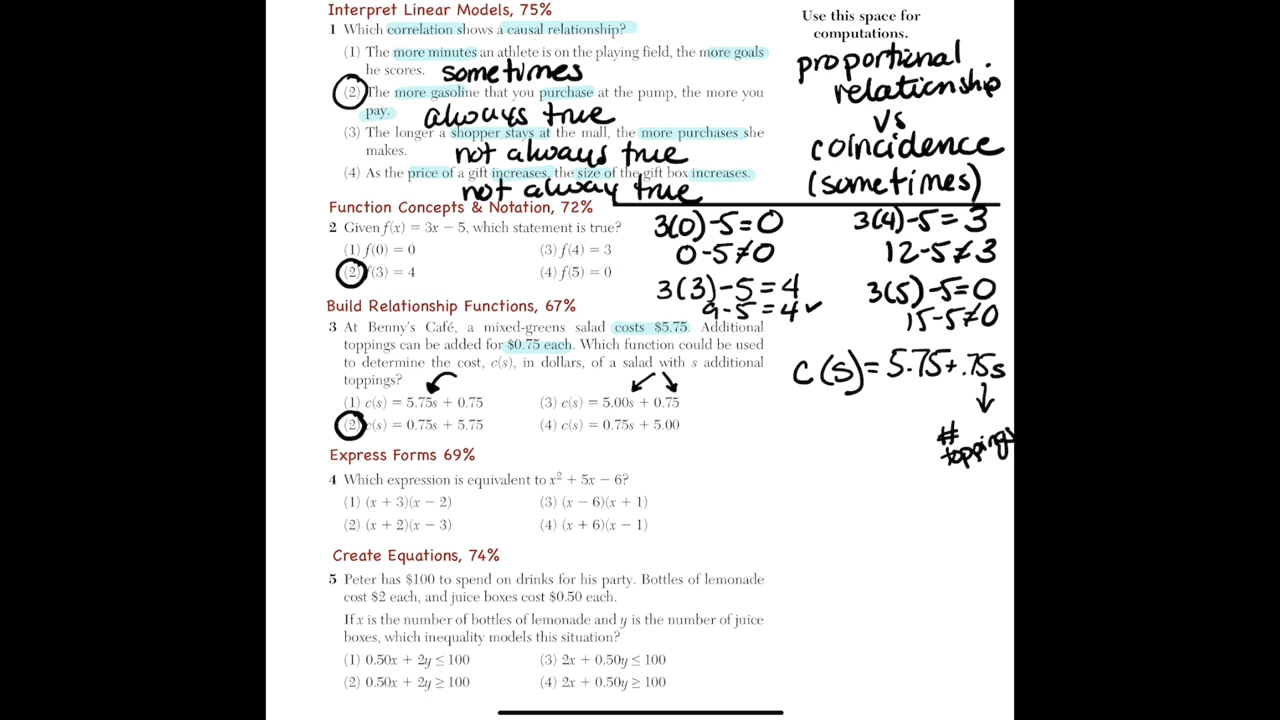 Interpret Linear Models, 75%
1 Which correlation shows a causal relationship?
(1) The more minutes an athlete is on the playing field, the more goals
he scores. sometimes
(2) The more gasoline that you purchase at the pump, the more you
pay. always true
(3) The longer a shopper stays at the mall, the more purchases she
makes. not always true
(4) As the price of a gift increases, the size of the gift box increases.
not alway true
Use this space for
computations.
proportional
relationship
vs
coincidence
(sometimes)
Function Concepts & Notation, 72%
2 Given f(x) = 3x − 5, which statement is true?
(1) f(0) = 0 (3) f(4) = 3
(2) f(3) = 4 (4) f(5) = 0
3(0)-5=0 3(4)-5=3
0-5≠0 12-5≠3
3(3)-5=4 3(5)-5=0
9-5=4✓ 15-5≠0
Build Relationship Functions, 67%
3 At Benny's Café, a mixed-greens salad costs $5.75. Additional
toppings can be added for $0.75 each. Which function could be used
to determine the cost, c(s), in dollars, of a salad with s additional
toppings?
(1) c(s) = 5.75s + 0.75 (3) c(s) = 5.00s + 0.75
(2) c(s) = 0.75s + 5.75 (4) c(s) = 0.75s + 5.00
c(s)=5.75+.75s
#
toppings
Express Forms 69%
4 Which expression is equivalent to x² + 5x − 6?
(1) (x + 3)(x − 2) (3) (x − 6)(x + 1)
(2) (x + 2)(x − 3) (4) (x + 6)(x − 1)
Create Equations, 74%
5 Peter has $100 to spend on drinks for his party. Bottles of lemonade
cost $2 each, and juice boxes cost $0.50 each.
If x is the number of bottles of lemonade and y is the number of juice
boxes, which inequality models this situation?
(1) 0.50x + 2y ≤ 100 (3) 2x + 0.50y ≤ 100
(2) 0.50x + 2y ≥ 100 (4) 2x + 0.50y ≥ 100